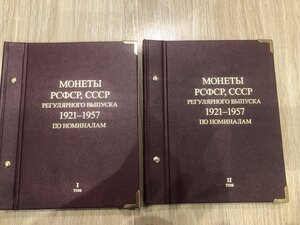 МОНЕТЫ
РСФСР, СССР
РЕГУЛЯРНОГО ВЫПУСКА
1921–1957
ПО НОМИНАЛАМ
I
ТОМ
МОНЕТЫ
РСФСР, СССР
РЕГУЛЯРНОГО ВЫПУСКА
1921–1957
ПО НОМИНАЛАМ
II
ТОМ